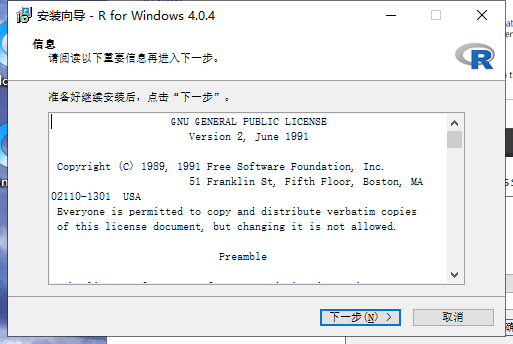 安装向导 - R for Windows 4.0.4
信息
请阅读以下重要信息再进入下一步。
R
准备好继续安装后，点击“下一步”。
GNU GENERAL PUBLIC LICENSE
Version 2, June 1991
Copyright (C) 1989, 1991 Free Software Foundation, Inc.
51 Franklin St, Fifth Floor, Boston, MA
02110-1301  USA
Everyone is permitted to copy and distribute verbatim copies
of this license document, but changing it is not allowed.
Preamble
下一步(N) >
取消